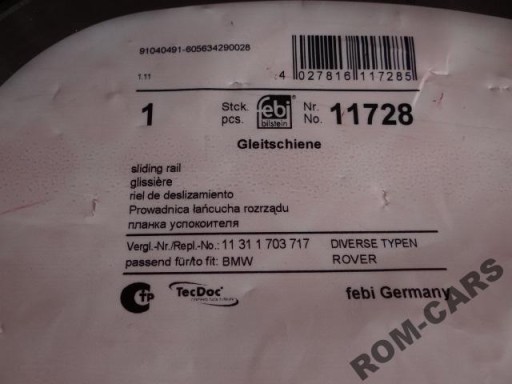 91040491-605634290028
1.11
4 027816 117285
1 Stck. pcs. febi bilstein Nr. No. 11728
Gleitschiene
sliding rail
glissière
riel de deslizamiento
Prowadnica łańcucha rozrządu
планка успокоителя
Vergl.-Nr./Repl.-No.: 11 31 1 703 717 DIVERSE TYPEN
passend für/to fit: BMW ROVER
TecDoc
febi Germany
ROM-CARS